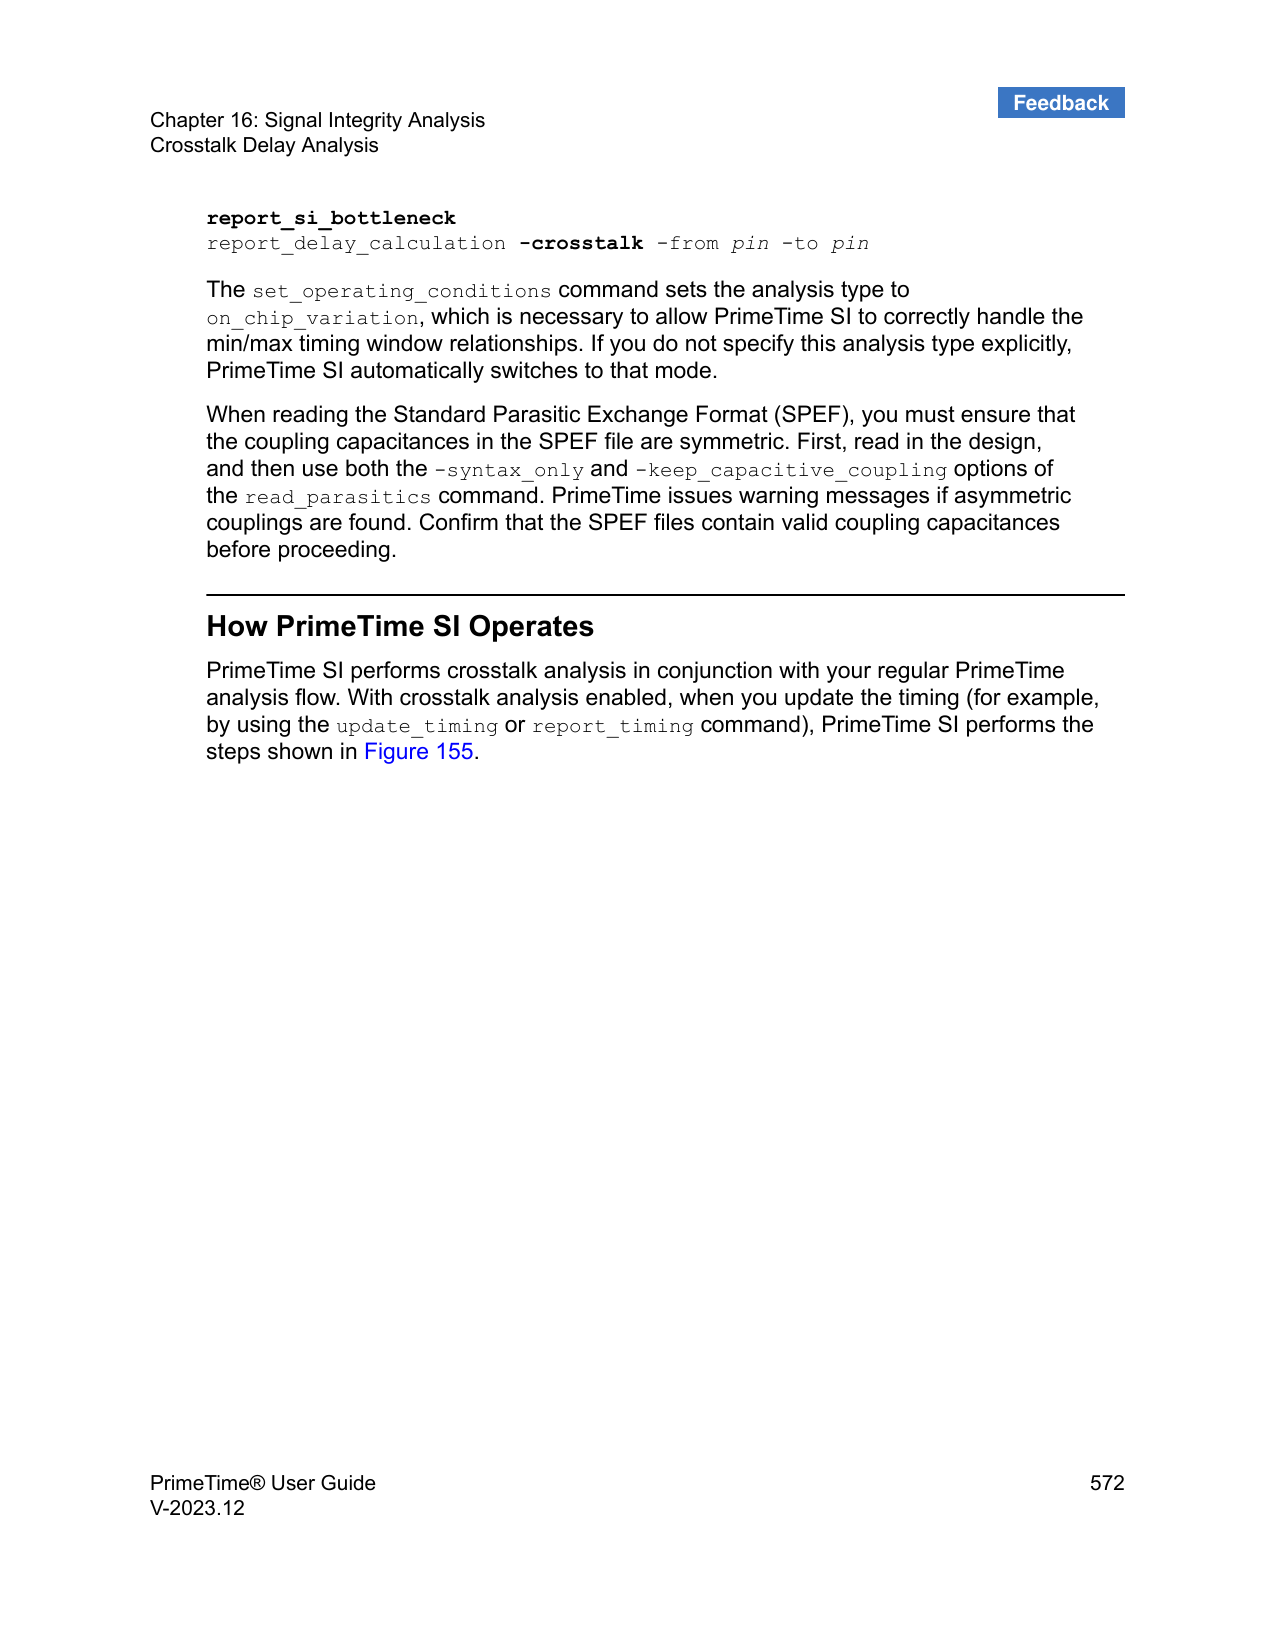 Feedback
Chapter 16: Signal Integrity Analysis
Crosstalk Delay Analysis
report_si_bottleneck
report_delay_calculation -crosstalk -from pin -to pin
The set_operating_conditions command sets the analysis type to
on_chip_variation, which is necessary to allow PrimeTime SI to correctly handle the
min/max timing window relationships. If you do not specify this analysis type explicitly,
PrimeTime SI automatically switches to that mode.
When reading the Standard Parasitic Exchange Format (SPEF), you must ensure that
the coupling capacitances in the SPEF file are symmetric. First, read in the design,
and then use both the -syntax_only and -keep_capacitive_coupling options of
the read_parasitics command. PrimeTime issues warning messages if asymmetric
couplings are found. Confirm that the SPEF files contain valid coupling capacitances
before proceeding.
How PrimeTime SI Operates
PrimeTime SI performs crosstalk analysis in conjunction with your regular PrimeTime
analysis flow. With crosstalk analysis enabled, when you update the timing (for example,
by using the update_timing or report_timing command), PrimeTime SI performs the
steps shown in Figure 155.
PrimeTime® User Guide
572
V-2023.12